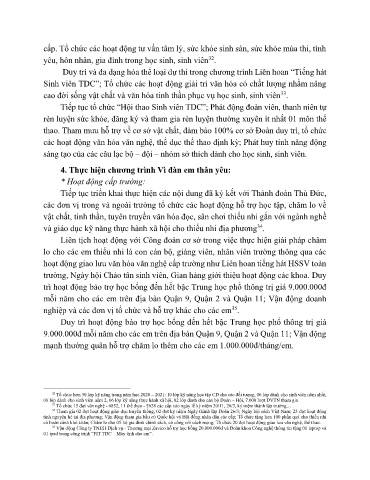 cấp. Tổ chức các hoạt động tư vấn tâm lý, sức khỏe sinh sản, sức khỏe mùa thi, tình
yêu, hôn nhân, gia đình trong học sinh, sinh viên³².
Duy trì và đa dạng hóa thể loại dự thi trong chương trình Liên hoan “Tiếng hát
Sinh viên TDC”; Tổ chức các hoạt động giải trí văn hóa có chất lượng nhằm nâng
cao đời sống vật chất và văn hóa tinh thần phục vụ học sinh, sinh viên³³.
Tiếp tục tổ chức “Hội thao Sinh viên TDC”; Phát động đoàn viên, thanh niên tự
rèn luyện sức khỏe, đăng ký và tham gia rèn luyện thường xuyên ít nhất 01 môn thể
thao. Tham mưu hỗ trợ về cơ sở vật chất, đảm bảo 100% cơ sở Đoàn duy trì, tổ chức
các hoạt động văn hóa văn nghệ, thể dục thể thao định kỳ; Phát huy tính năng động
sáng tạo của các câu lạc bộ – đội – nhóm sở thích dành cho học sinh, sinh viên.
4. Thực hiện chương trình Vì đàn em thân yêu:
* Hoạt động cấp trường:
Tiếp tục triển khai thực hiện các nội dung đã ký kết với Thành đoàn Thủ Đức,
các đơn vị trong và ngoài trường tổ chức các hoạt động hỗ trợ học tập, chăm lo về
vật chất, tinh thần, tuyên truyền văn hóa đọc, sân chơi thiếu nhi gắn với ngành nghề
và giáo dục kỹ năng thực hành xã hội cho thiếu nhi địa phương³⁴.
Liên tịch hoạt động với Công đoàn cơ sở trong việc thực hiện giải pháp chăm
lo cho các em thiếu nhi là con cán bộ, giảng viên, nhân viên trường thông qua các
hoạt động giao lưu văn hóa văn nghệ cấp trường như Liên hoan tiếng hát HSSV toàn
trường, Ngày hội Chào tân sinh viên, Gian hàng giới thiệu hoạt động các khoa. Duy
trì hoạt động bảo trợ học bổng đến hết bậc Trung học phổ thông trị giá 9.000.000đ
mỗi năm cho các em trên địa bàn Quận 9, Quận 2 và Quận 11; Vận động doanh
nghiệp và các đơn vị tổ chức và hỗ trợ khác cho các em³⁵.
Duy trì hoạt động bảo trợ học bổng đến hết bậc Trung học phổ thông trị giá
9.000.000đ mỗi năm cho các em trên địa bàn Quận 9, Quận 2 và Quận 11; Vận động
mạnh thường quân hỗ trợ chăm lo thêm cho các em 1.000.000đ/tháng/em.